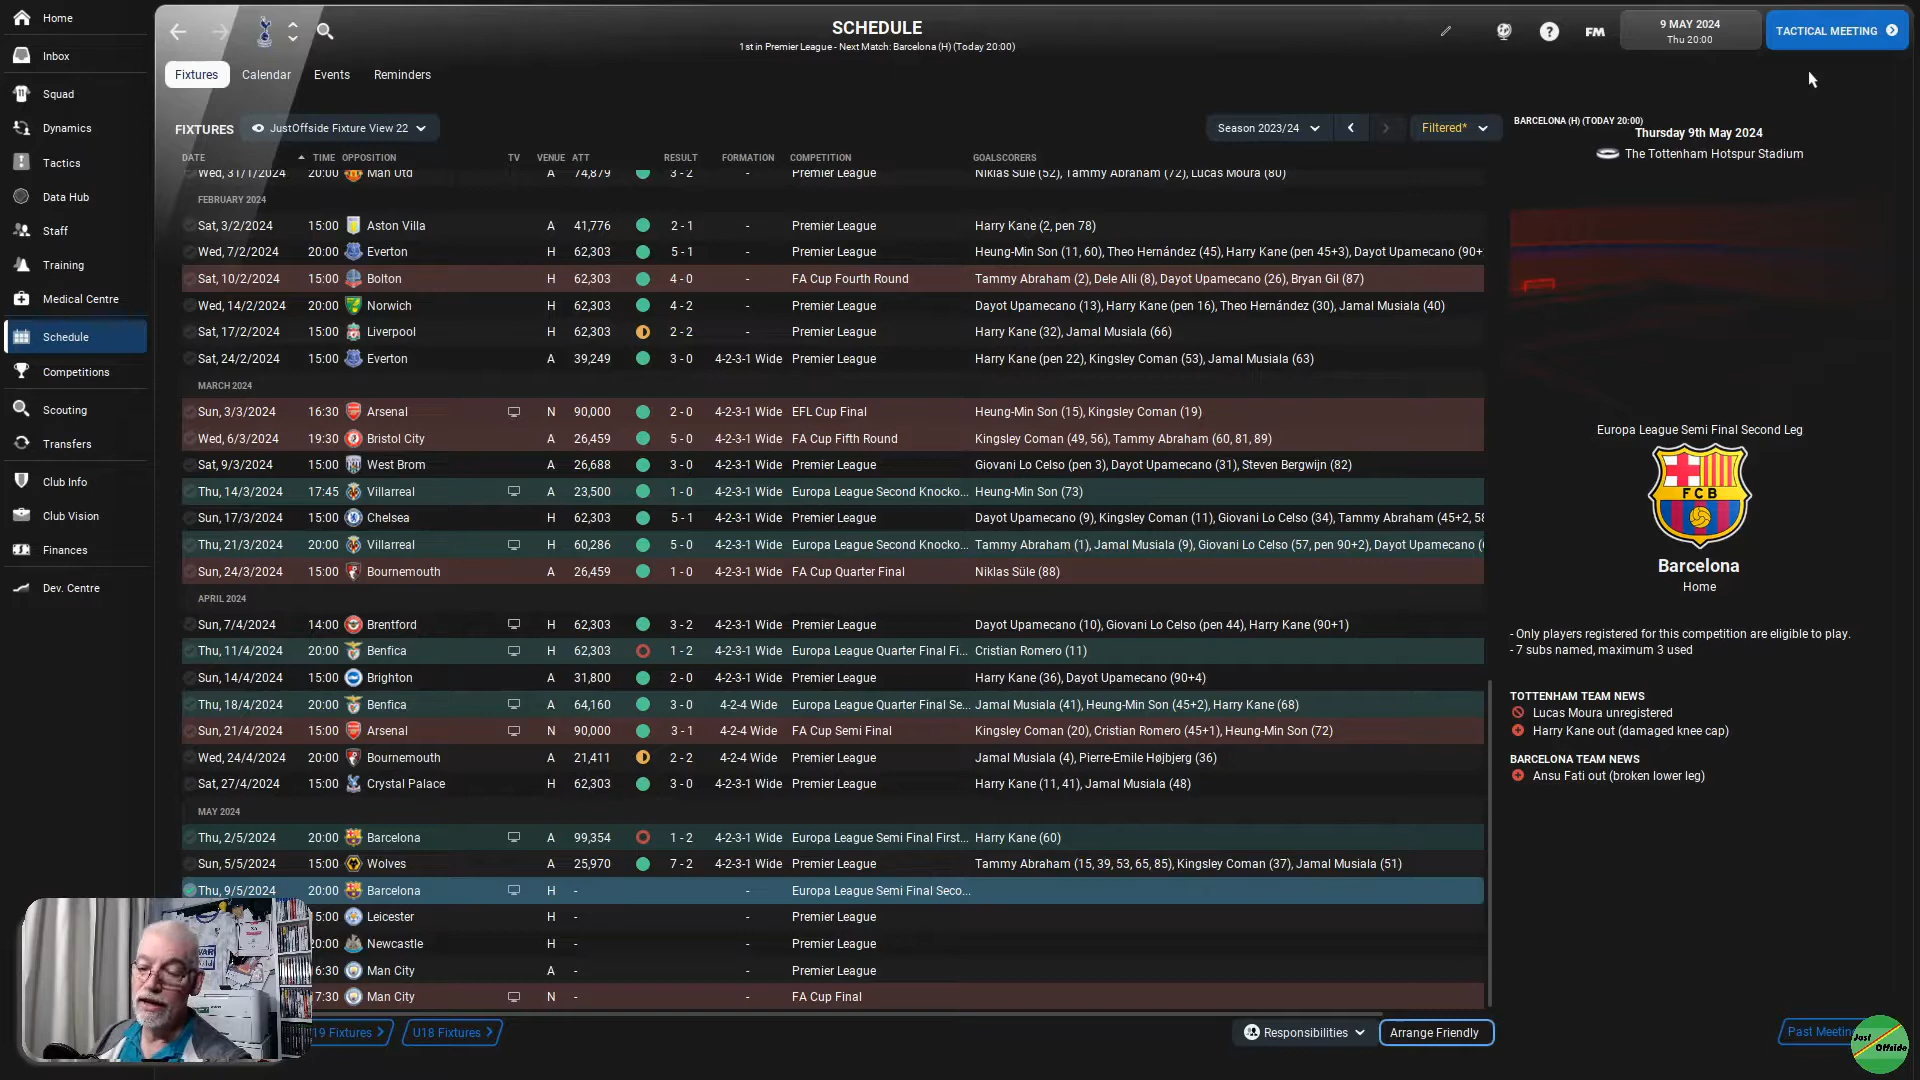 Home
Inbox
Squad
Dynamics
Tactics
Data Hub
Staff
Training
Medical Centre
Schedule
Competitions
Scouting
Transfers
Club Info
Club Vision
Finances
Dev. Centre
SCHEDULE
1st in Premier League - Next Match: Barcelona (H) (Today 20:00)
FM
9 MAY 2024
Thu 20:00
TACTICAL MEETING
Fixtures Calendar Events Reminders
FIXTURES JustOffside Fixture View 22 Season 2023/24 Filtered*
DATE TIME OPPOSITION TV VENUE ATT RESULT FORMATION COMPETITION GOALSCORERS
Wed, 31/1/2024 20:00 Man Utd A 74,879 3 - 2 - Premier League Niklas Süle (52), Tammy Abraham (72), Lucas Moura (80)
FEBRUARY 2024
Sat, 3/2/2024 15:00 Aston Villa A 41,776 2 - 1 - Premier League Harry Kane (2, pen 78)
Wed, 7/2/2024 20:00 Everton H 62,303 5 - 1 - Premier League Heung-Min Son (11, 60), Theo Hernández (45), Harry Kane (pen 45+3), Dayot Upamecano (90+
Sat, 10/2/2024 15:00 Bolton H 62,303 4 - 0 - FA Cup Fourth Round Tammy Abraham (2), Dele Alli (8), Dayot Upamecano (26), Bryan Gil (87)
Wed, 14/2/2024 20:00 Norwich H 62,303 4 - 2 - Premier League Dayot Upamecano (13), Harry Kane (pen 16), Theo Hernández (30), Jamal Musiala (40)
Sat, 17/2/2024 15:00 Liverpool H 62,303 2 - 2 - Premier League Harry Kane (32), Jamal Musiala (66)
Sat, 24/2/2024 15:00 Everton A 39,249 3 - 0 4-2-3-1 Wide Premier League Harry Kane (pen 22), Kingsley Coman (53), Jamal Musiala (63)
MARCH 2024
Sun, 3/3/2024 16:30 Arsenal N 90,000 2 - 0 4-2-3-1 Wide EFL Cup Final Heung-Min Son (15), Kingsley Coman (19)
Wed, 6/3/2024 19:30 Bristol City A 26,459 5 - 0 4-2-3-1 Wide FA Cup Fifth Round Kingsley Coman (49, 56), Tammy Abraham (60, 81, 89)
Sat, 9/3/2024 15:00 West Brom A 26,688 3 - 0 4-2-3-1 Wide Premier League Giovani Lo Celso (pen 3), Dayot Upamecano (31), Steven Bergwijn (82)
Thu, 14/3/2024 17:45 Villarreal A 23,500 1 - 0 4-2-3-1 Wide Europa League Second Knocko... Heung-Min Son (73)
Sun, 17/3/2024 15:00 Chelsea H 62,303 5 - 1 4-2-3-1 Wide Premier League Dayot Upamecano (9), Kingsley Coman (11), Giovani Lo Celso (34), Tammy Abraham (45+2, 58
Thu, 21/3/2024 20:00 Villarreal H 60,286 5 - 0 4-2-3-1 Wide Europa League Second Knocko... Tammy Abraham (1), Jamal Musiala (9), Giovani Lo Celso (57, pen 90+2), Dayot Upamecano (
Sun, 24/3/2024 15:00 Bournemouth A 26,459 1 - 0 4-2-3-1 Wide FA Cup Quarter Final Niklas Süle (88)
APRIL 2024
Sun, 7/4/2024 14:00 Brentford H 62,303 3 - 2 4-2-3-1 Wide Premier League Dayot Upamecano (10), Giovani Lo Celso (pen 44), Harry Kane (90+1)
Thu, 11/4/2024 20:00 Benfica H 62,303 1 - 2 4-2-3-1 Wide Europa League Quarter Final Fi... Cristian Romero (11)
Sun, 14/4/2024 15:00 Brighton A 31,800 2 - 0 4-2-3-1 Wide Premier League Harry Kane (36), Dayot Upamecano (90+4)
Thu, 18/4/2024 20:00 Benfica A 64,160 3 - 0 4-2-4 Wide Europa League Quarter Final Se... Jamal Musiala (41), Heung-Min Son (45+2), Harry Kane (68)
Sun, 21/4/2024 15:00 Arsenal N 90,000 3 - 1 4-2-4 Wide FA Cup Semi Final Kingsley Coman (20), Cristian Romero (45+1), Heung-Min Son (72)
Wed, 24/4/2024 20:00 Bournemouth A 21,411 2 - 2 4-2-4 Wide Premier League Jamal Musiala (4), Pierre-Emile Højbjerg (36)
Sat, 27/4/2024 15:00 Crystal Palace H 62,303 3 - 0 4-2-3-1 Wide Premier League Harry Kane (11, 41), Jamal Musiala (48)
MAY 2024
Thu, 2/5/2024 20:00 Barcelona A 99,354 1 - 2 4-2-3-1 Wide Europa League Semi Final First... Harry Kane (60)
Sun, 5/5/2024 15:00 Wolves A 25,970 7 - 2 4-2-3-1 Wide Premier League Tammy Abraham (15, 39, 53, 65, 85), Kingsley Coman (37), Jamal Musiala (51)
Thu, 9/5/2024 20:00 Barcelona H - - Europa League Semi Final Seco...
5:00 Leicester H - - Premier League
20:00 Newcastle H - - Premier League
6:30 Man City A - - Premier League
7:30 Man City N - - FA Cup Final
19 Fixtures U18 Fixtures Responsibilities Arrange Friendly
BARCELONA (H) (TODAY 20:00)
Thursday 9th May 2024
The Tottenham Hotspur Stadium
Europa League Semi Final Second Leg
FCB
Barcelona
Home
- Only players registered for this competition are eligible to play.
- 7 subs named, maximum 3 used
TOTTENHAM TEAM NEWS
Lucas Moura unregistered
Harry Kane out (damaged knee cap)
BARCELONA TEAM NEWS
Ansu Fati out (broken lower leg)
Past Meetin
Just
Offside